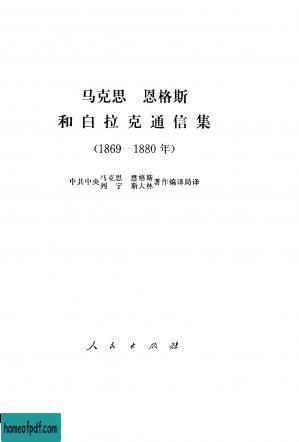 马克思 恩格斯
和白拉克通信集
(1869—1880年)
中共中央马克思 恩格斯
列宁 斯大林著作编译局译
人民出版社
homeofpdf.com